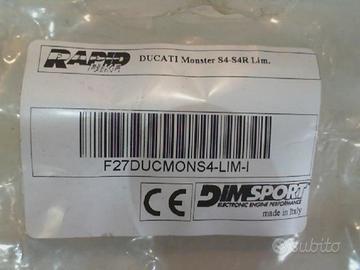 RAPID
DUCATI Monster S4-S4R Lim.
F27DUCMONS4-LIM-I
CE
DIMSPORT
ELECTRONIC ENGINE PERFORMANCE
made in Italy
subito